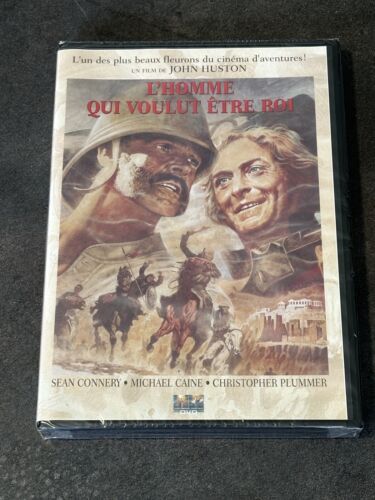 L'un des plus beaux fleurons du cinéma d'aventures!
UN FILM DE JOHN HUSTON
L'HOMME
QUI VOULUT ÊTRE ROI
SEAN CONNERY • MICHAEL CAINE • CHRISTOPHER PLUMMER
DVD